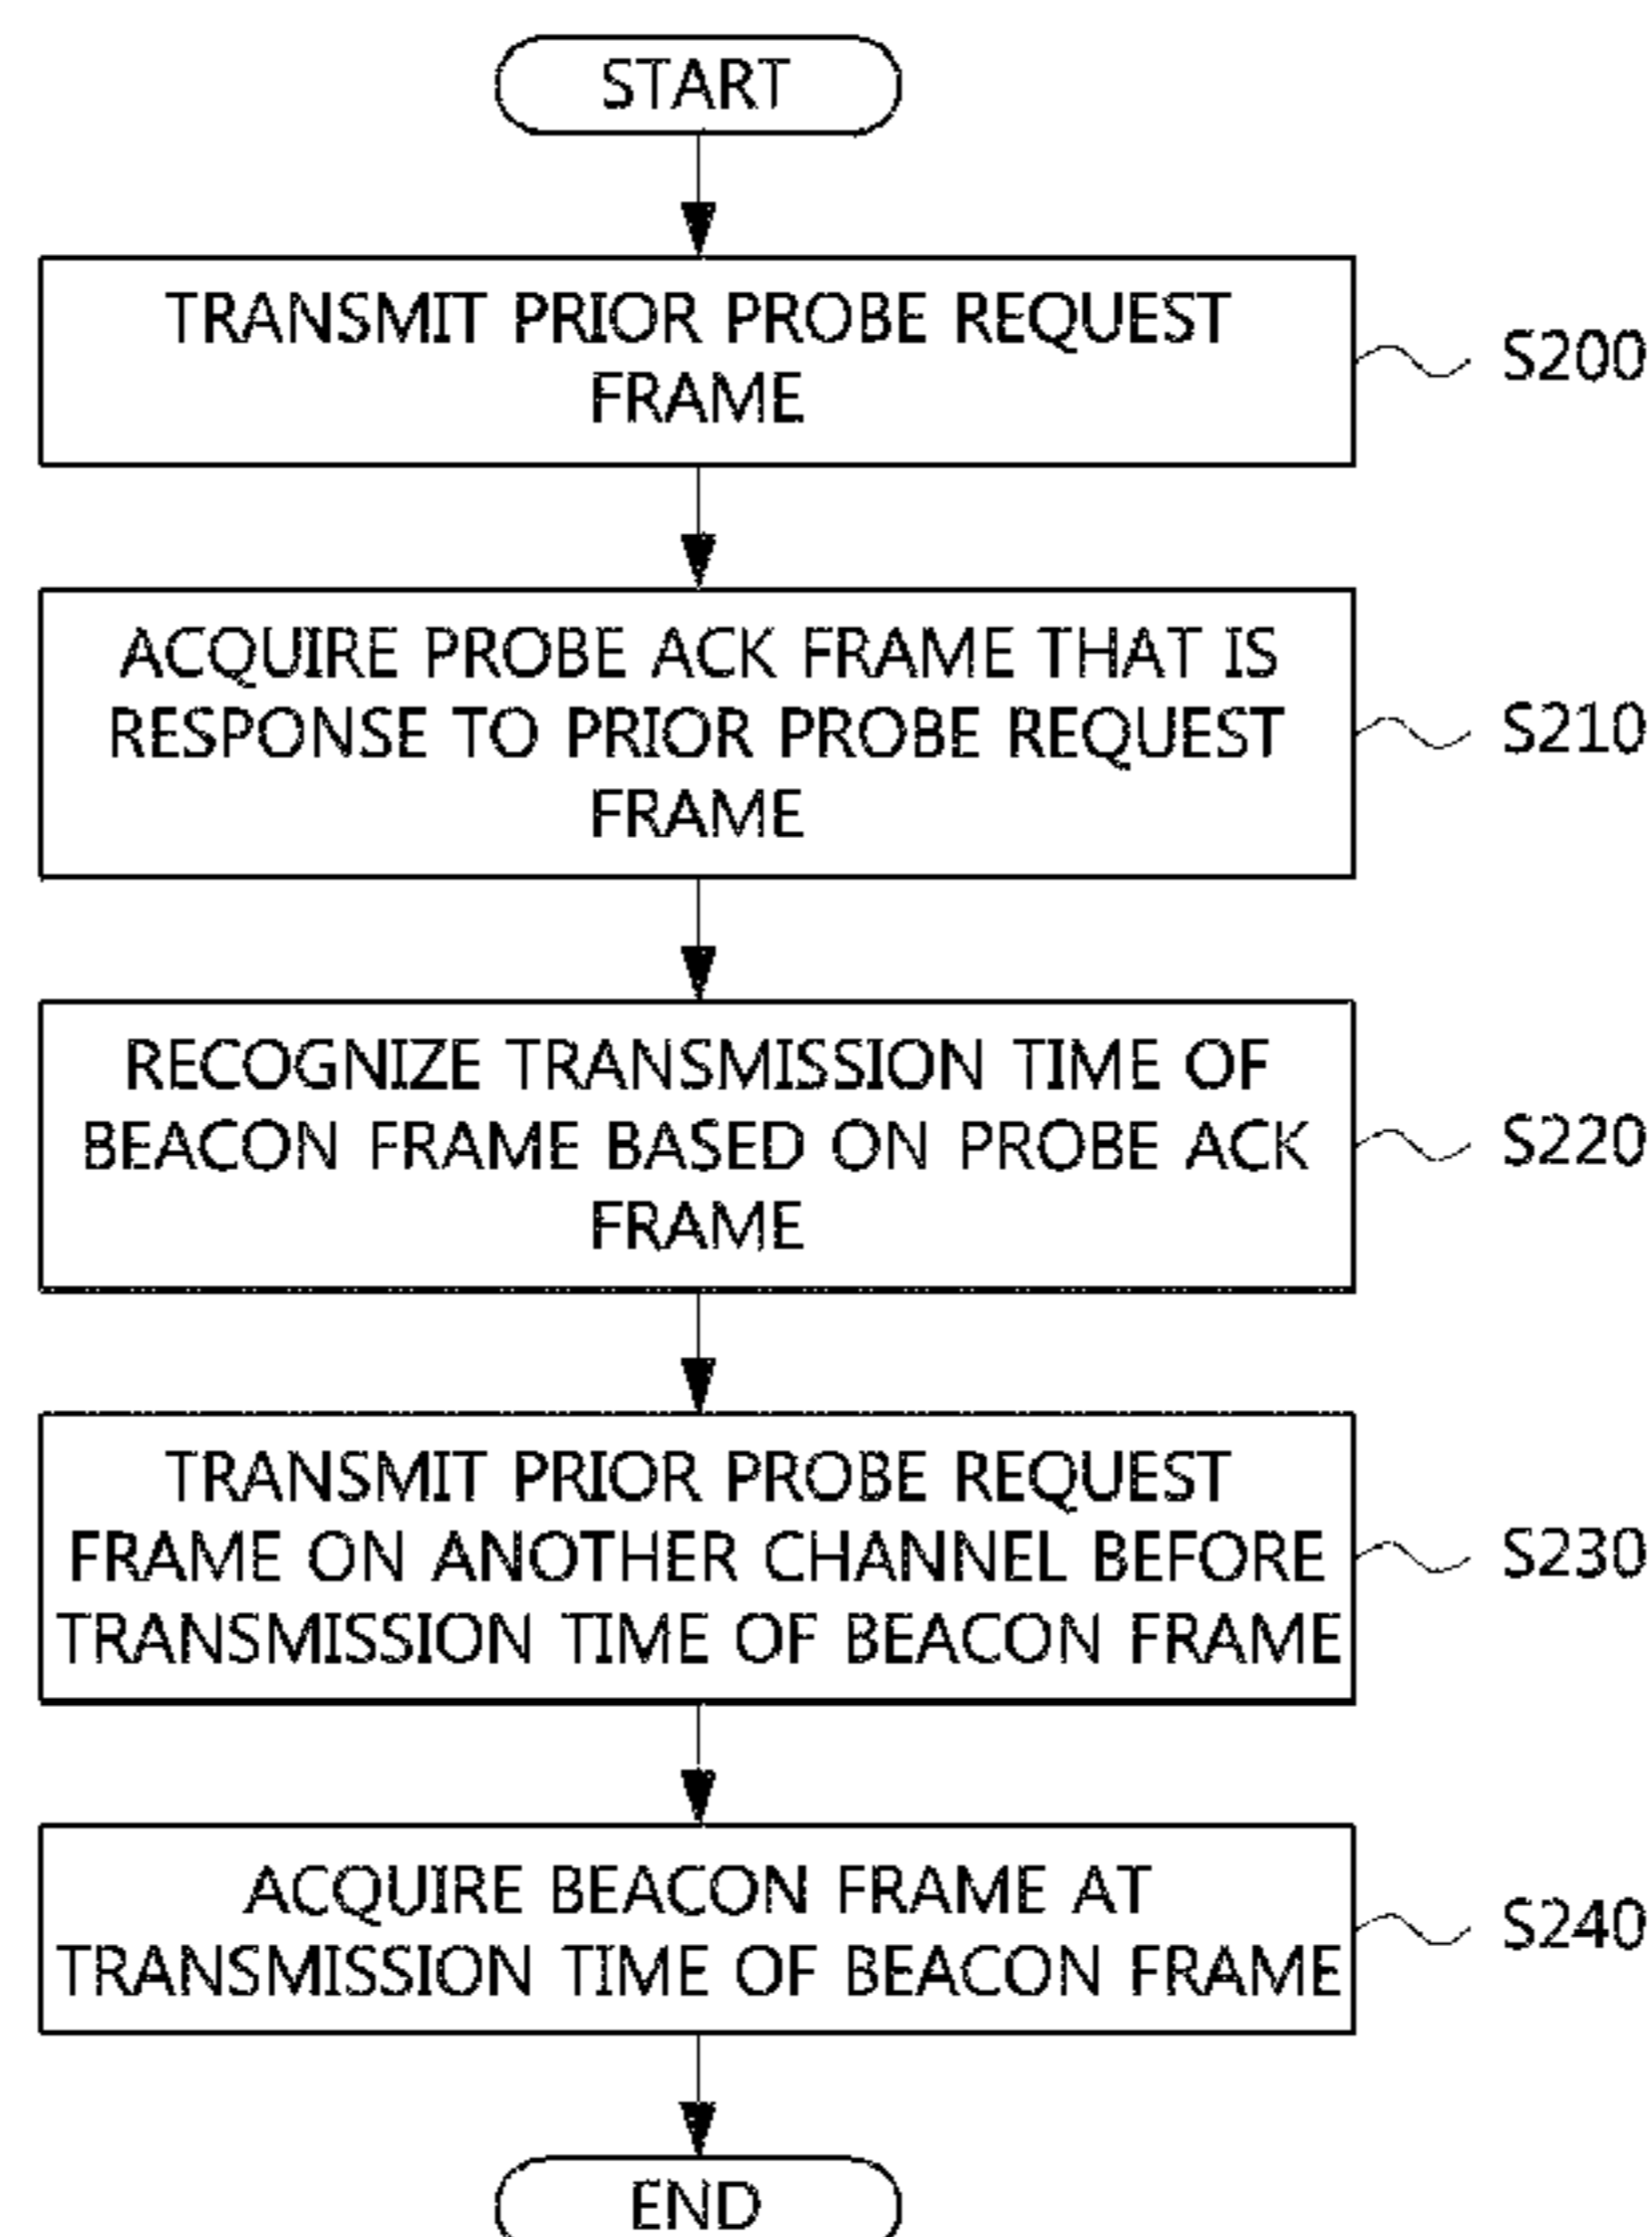 START
TRANSMIT PRIOR PROBE REQUEST
FRAME
S200
ACQUIRE PROBE ACK FRAME THAT IS
RESPONSE TO PRIOR PROBE REQUEST
FRAME
S210
RECOGNIZE TRANSMISSION TIME OF
BEACON FRAME BASED ON PROBE ACK
FRAME
S220
TRANSMIT PRIOR PROBE REQUEST
FRAME ON ANOTHER CHANNEL BEFORE
TRANSMISSION TIME OF BEACON FRAME
S230
ACQUIRE BEACON FRAME AT
TRANSMISSION TIME OF BEACON FRAME
S240
END